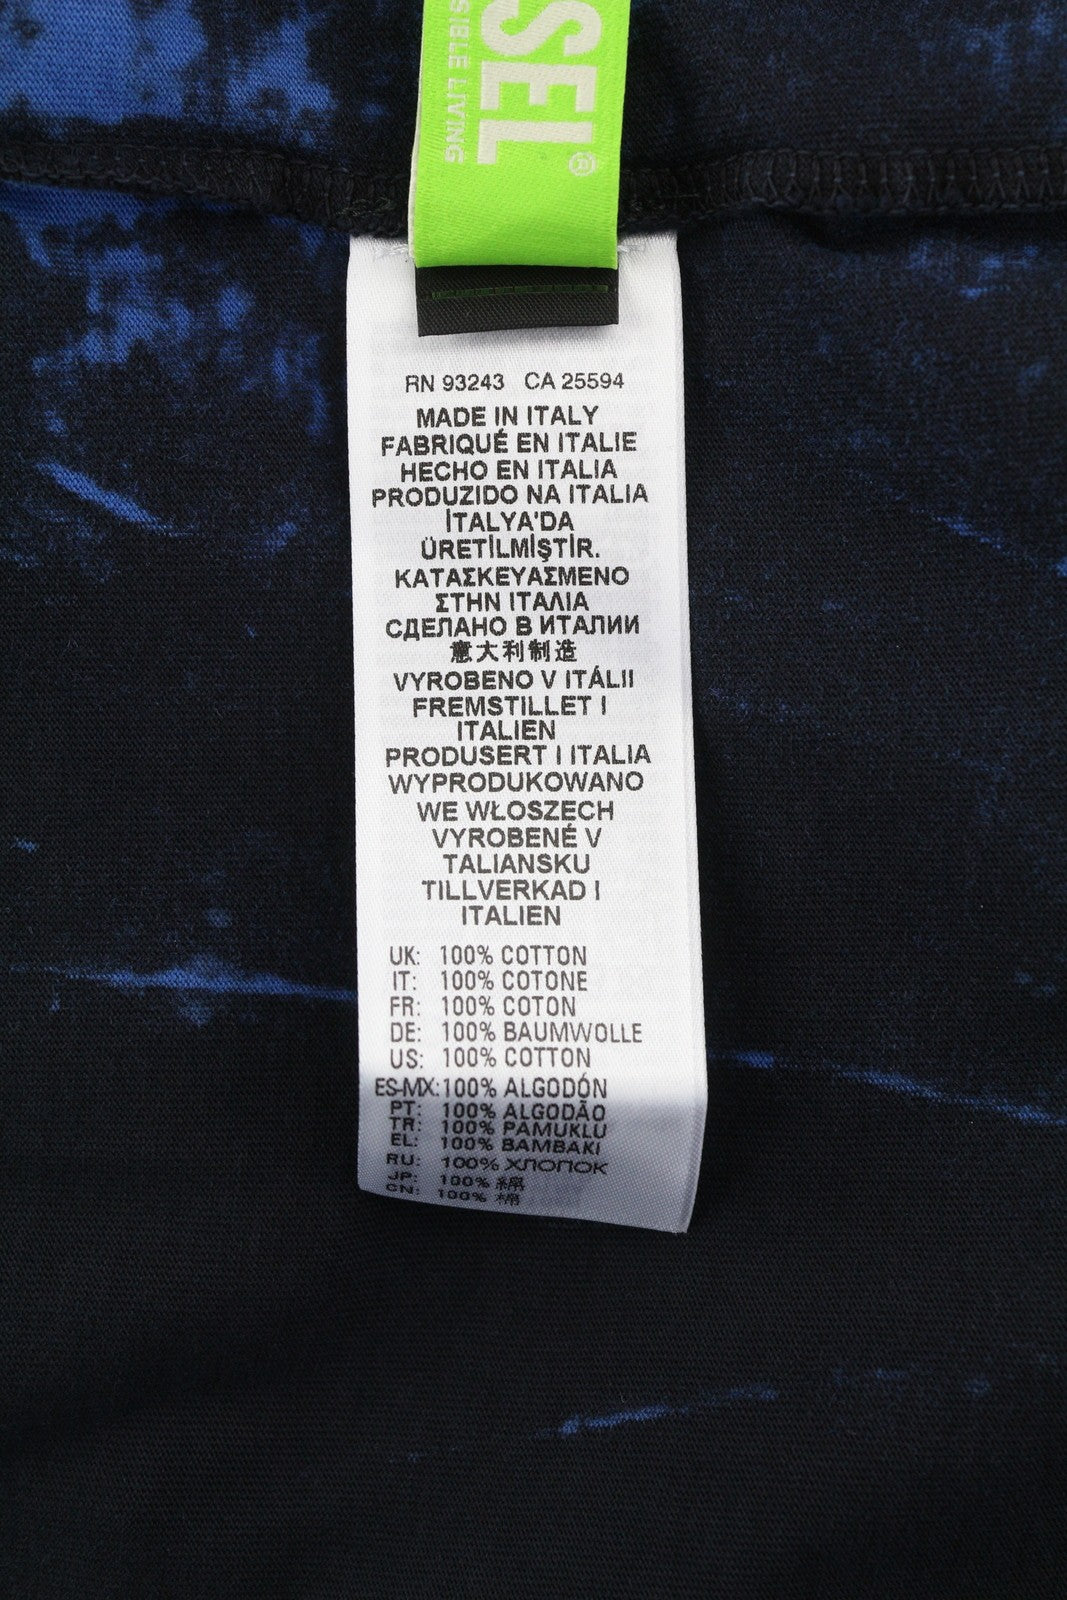 SEL®
SIBLE LIVING
RN 93243 CA 25594
MADE IN ITALY
FABRIQUÉ EN ITALIE
HECHO EN ITALIA
PRODUZIDO NA ITALIA
İTALYA'DA
ÜRETİLMİŞTİR.
ΚΑΤΑΣΚΕΥΑΣΜΕΝΟ
ΣΤΗΝ ΙΤΑΛΙΑ
СДЕЛАНО В ИТАЛИИ
意大利制造
VYROBENO V ITÁLII
FREMSTILLET I
ITALIEN
PRODUSERT I ITALIA
WYPRODUKOWANO
WE WŁOSZECH
VYROBENÉ V
TALIANSKU
TILLVERKAD I
ITALIEN
UK: 100% COTTON
IT: 100% COTONE
FR: 100% COTON
DE: 100% BAUMWOLLE
US: 100% COTTON
ES-MX: 100% ALGODÓN
PT: 100% ALGODÃO
TR: 100% PAMUKLU
EL: 100% ΒΑΜΒΑΚΙ
RU: 100% ХЛОПОК
JP: 100% 綿
CN: 100% 棉